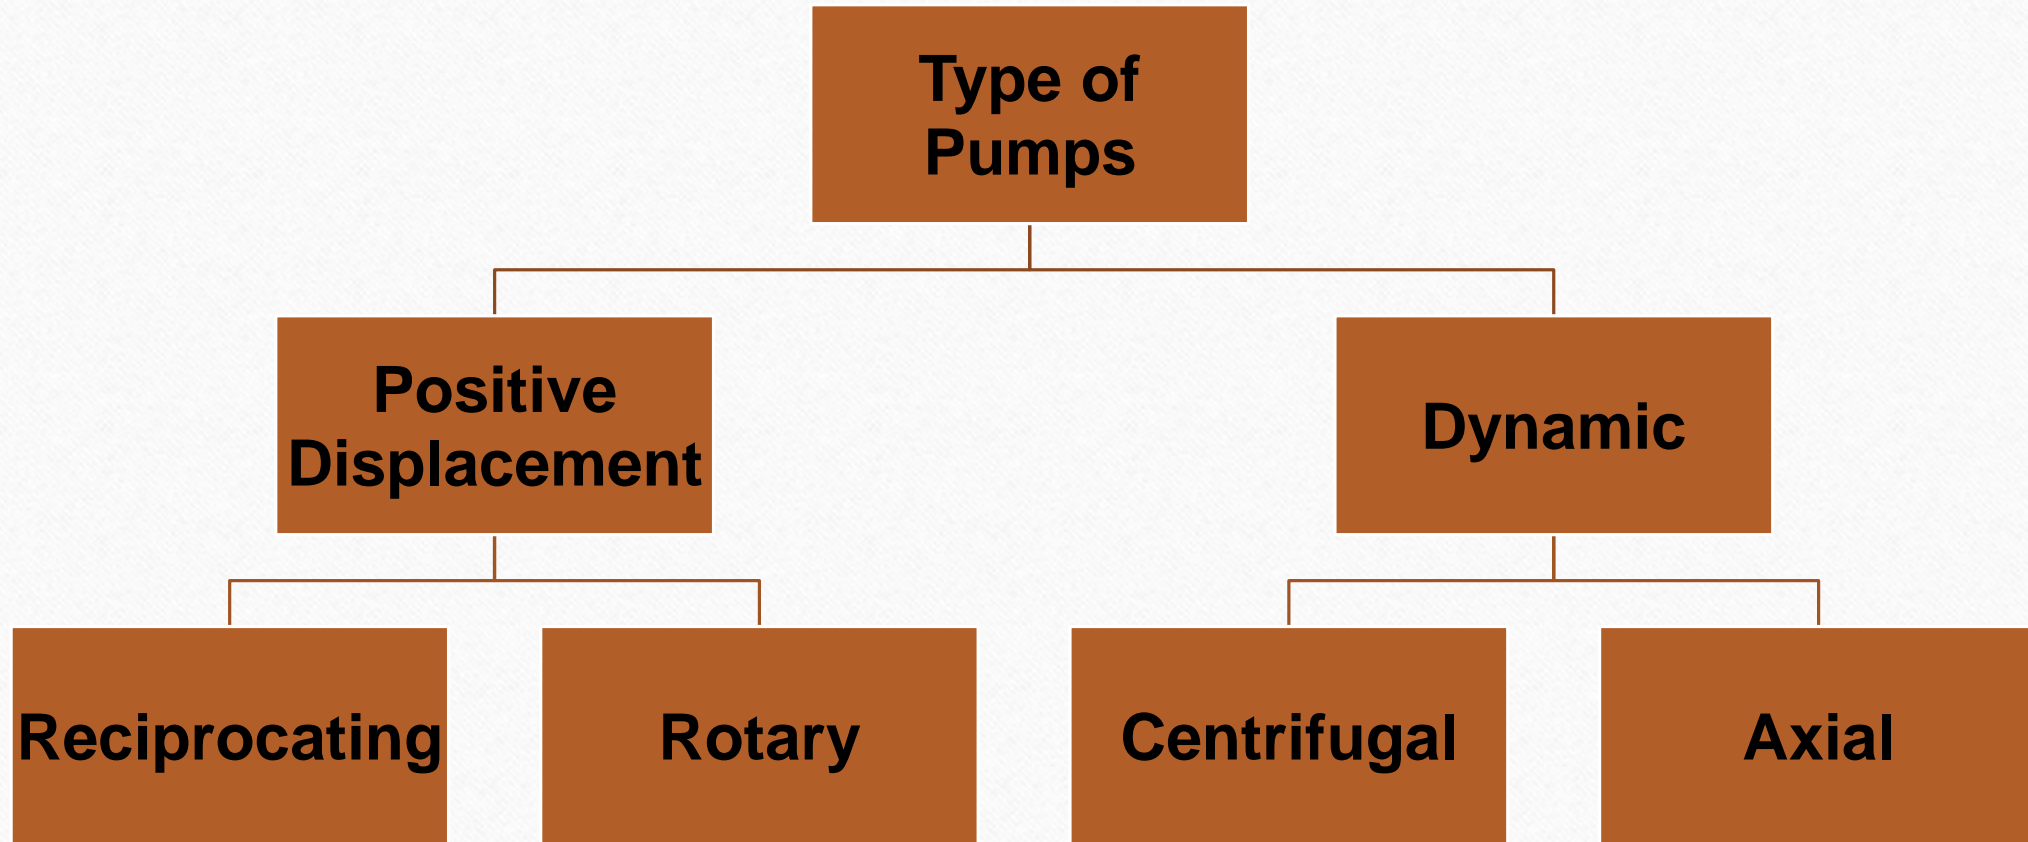 Type of
Pumps
Positive
Displacement
Dynamic
Reciprocating
Rotary
Centrifugal
Axial